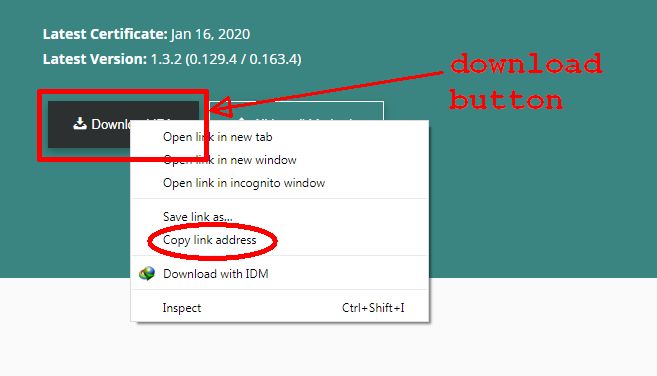 Latest Certificate: Jan 16, 2020
Latest Version: 1.3.2 (0.129.4 / 0.163.4)
download
button
Open link in new tab
Open link in new window
Open link in incognito window
Save link as...
Copy link address
Download with IDM
Inspect Ctrl+Shift+I